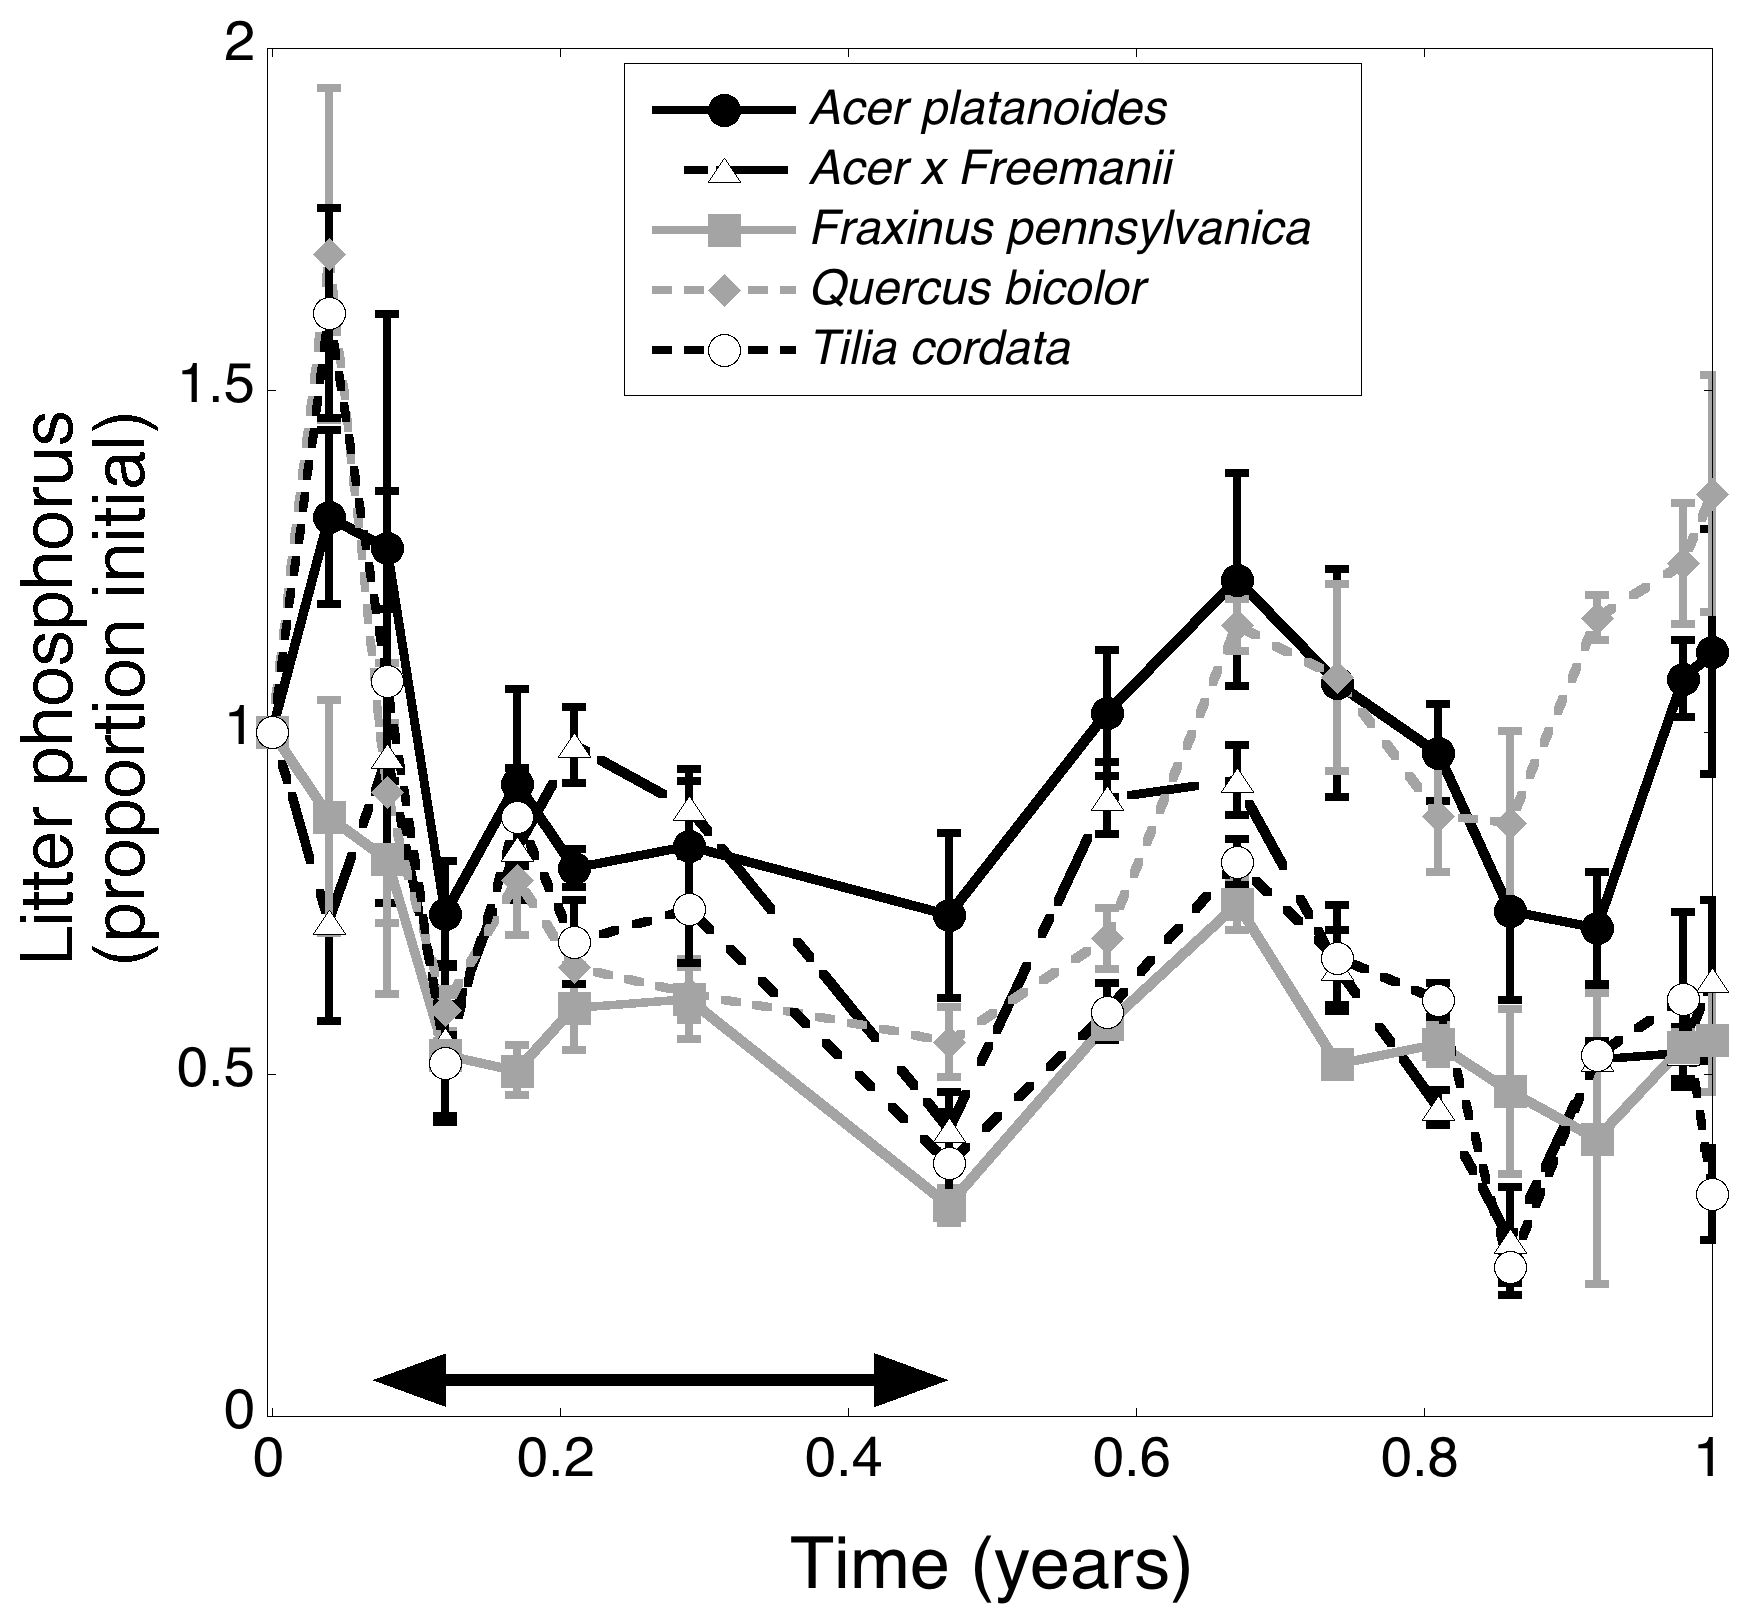 2
1.5
1
0.5
0
Litter phosphorus
(proportion initial)
Acer platanoides
Acer x Freemanii
Fraxinus pennsylvanica
Quercus bicolor
Tilia cordata
0 0.2 0.4 0.6 0.8 1
Time (years)